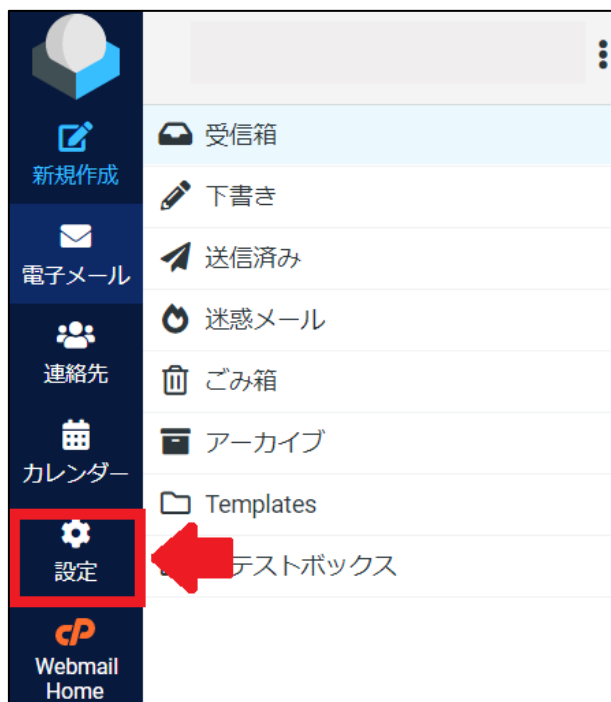 新規作成
電子メール
連絡先
カレンダー
設定
cP
Webmail
Home
受信箱
下書き
送信済み
迷惑メール
ごみ箱
アーカイブ
Templates
テストボックス